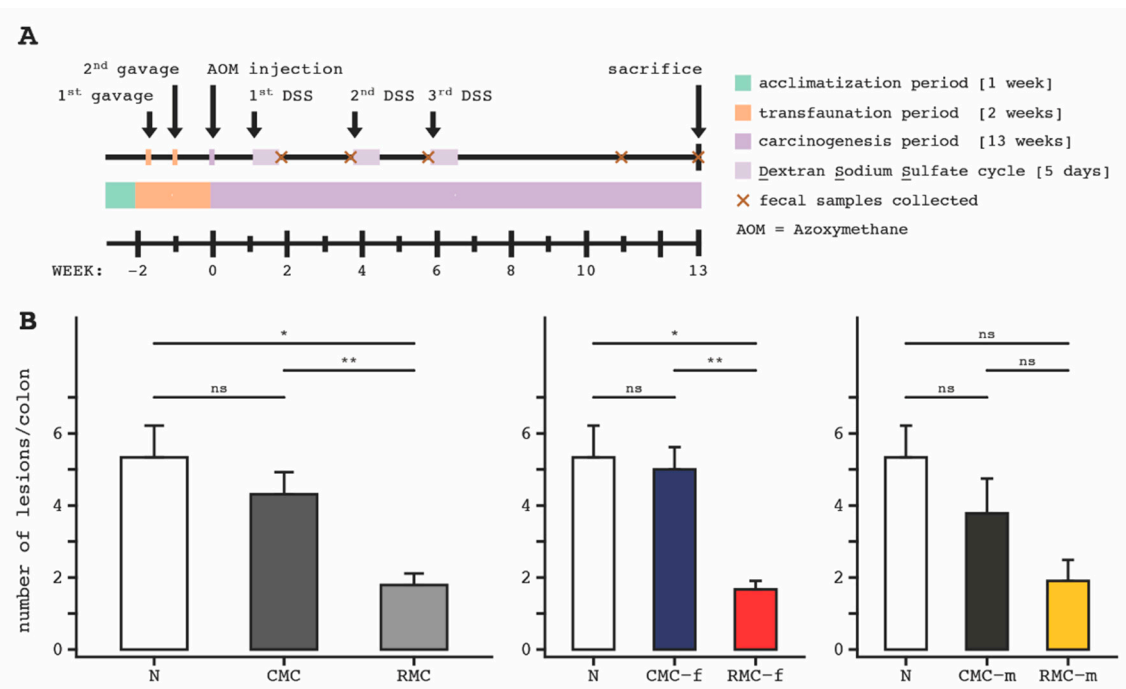 A
2nd gavage AOM injection sacrifice
1st gavage 1st DSS 2nd DSS 3rd DSS
acclimatization period [1 week]
transfaunation period [2 weeks]
carcinogenesis period [13 weeks]
Dextran Sodium Sulfate cycle [5 days]
fecal samples collected
AOM = Azoxymethane
WEEK: −2 0 2 4 6 8 10 13
B
number of lesions/colon
* 
**
ns
6
4
2
0
N CMC RMC
*
**
ns
6
4
2
0
N CMC-f RMC-f
ns
ns
ns
6
4
2
0
N CMC-m RMC-m